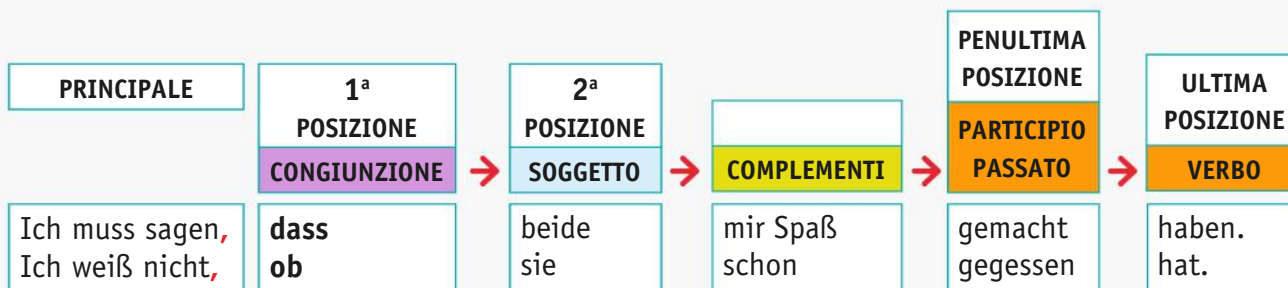 PRINCIPALE
1ª
POSIZIONE
CONGIUNZIONE
2ª
POSIZIONE
SOGGETTO
COMPLEMENTI
PENULTIMA
POSIZIONE
PARTICIPIO
PASSATO
ULTIMA
POSIZIONE
VERBO
Ich muss sagen, dass beide mir Spaß gemacht haben.
Ich weiß nicht, ob sie schon gegessen hat.